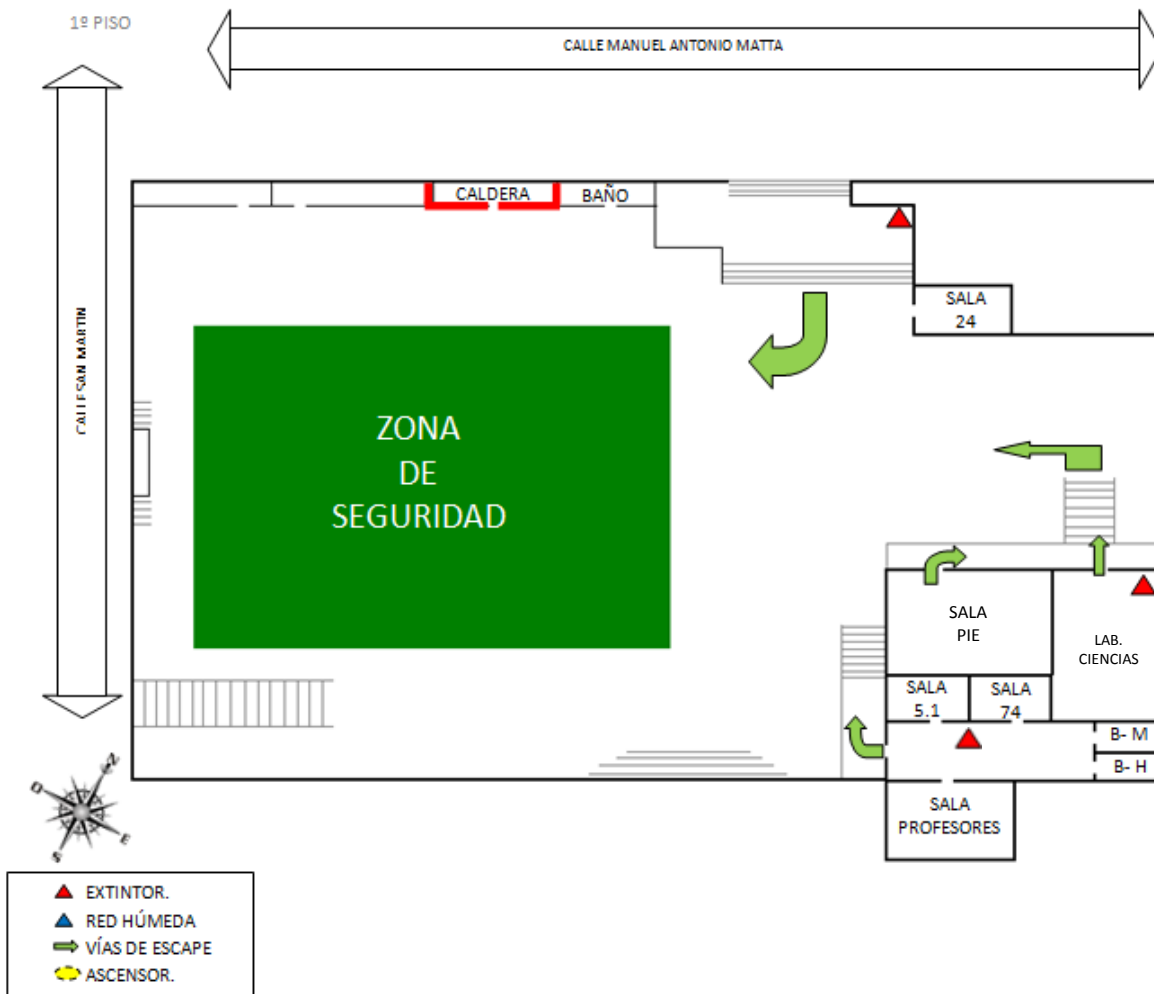 1º PISO
CALLE MANUEL ANTONIO MATTA
CALLE SAN MARTIN
CALDERA
BAÑO
SALA
24
ZONA
DE
SEGURIDAD
SALA
PIE
LAB.
CIENCIAS
SALA
5.1
SALA
74
B- M
B- H
SALA
PROFESORES
N
O
E
S
EXTINTOR.
RED HÚMEDA
VÍAS DE ESCAPE
ASCENSOR.